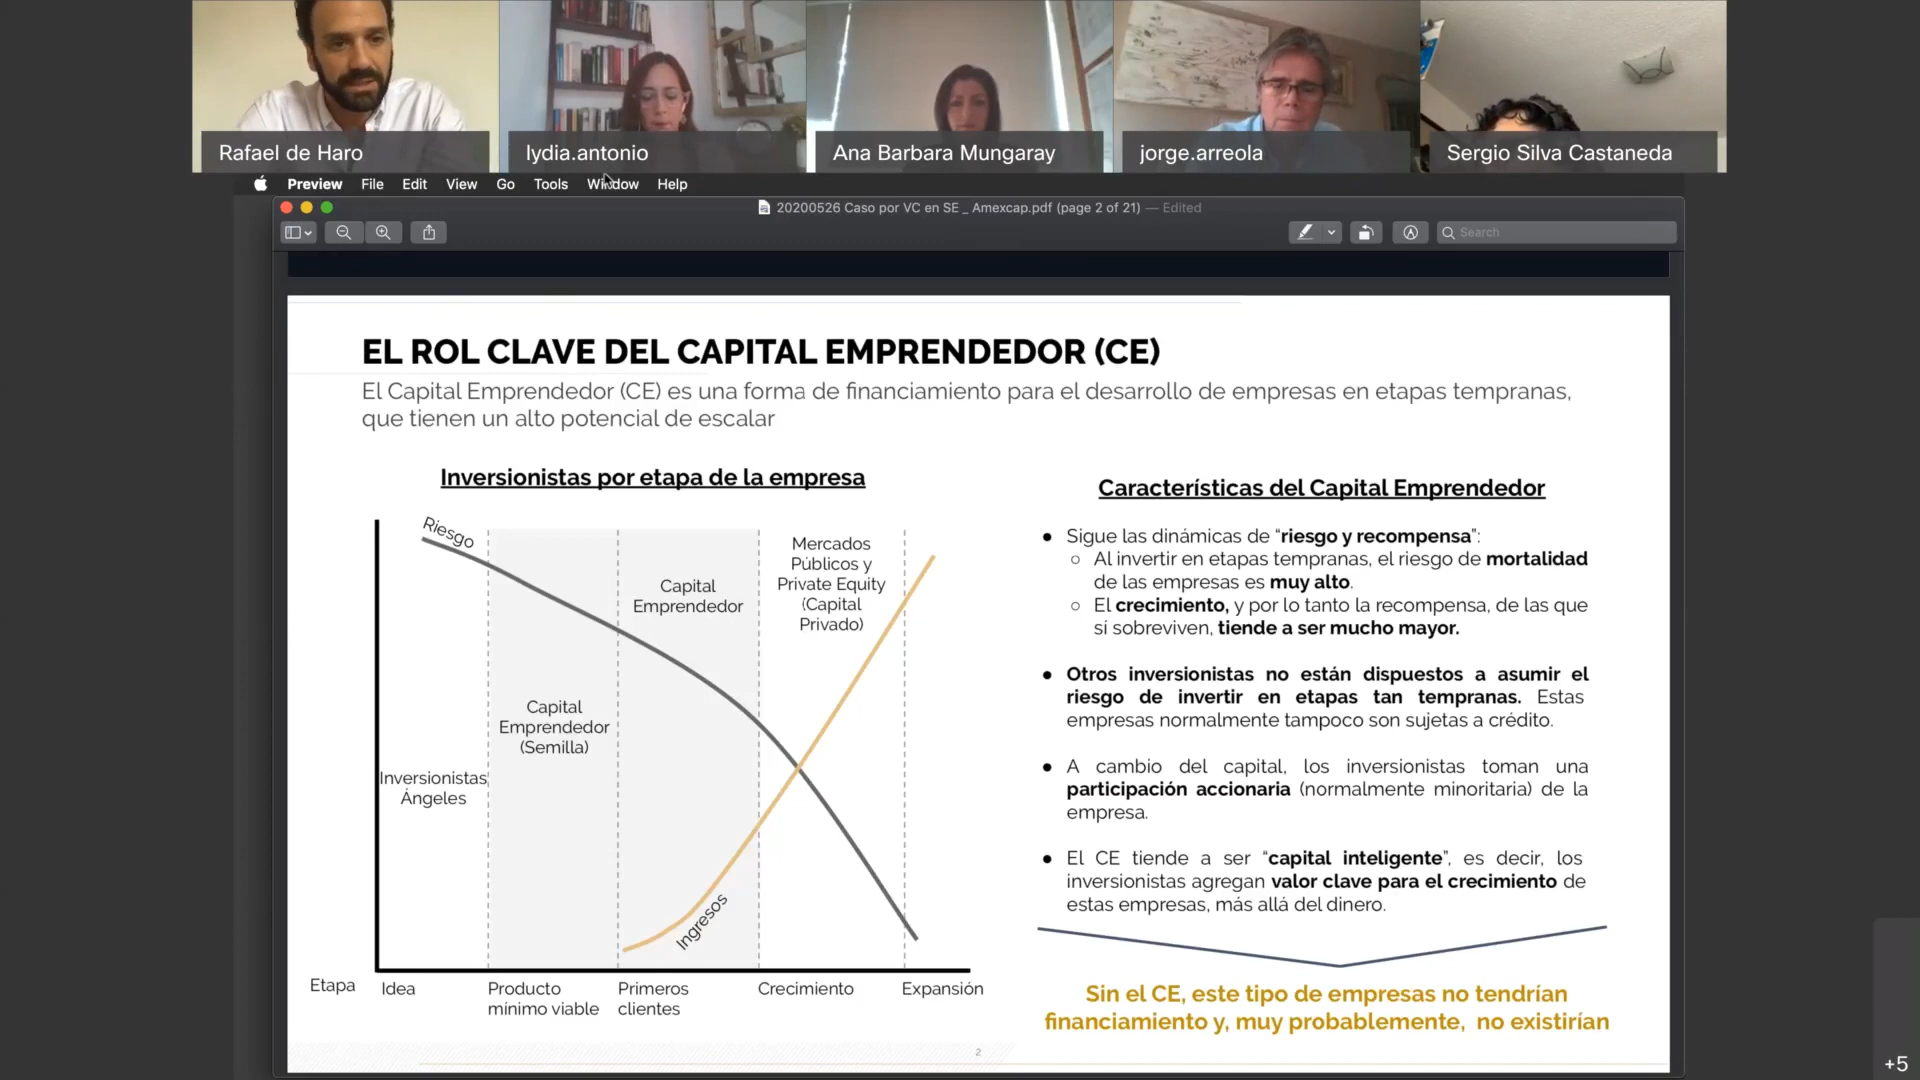 Rafael de Haro
lydia.antonio
Ana Barbara Mungaray
jorge.arreola
Sergio Silva Castaneda
Preview File Edit View Go Tools Window Help
20200526 Caso por VC en SE _ Amexcap.pdf (page 2 of 21) — Edited
Search
EL ROL CLAVE DEL CAPITAL EMPRENDEDOR (CE)
El Capital Emprendedor (CE) es una forma de financiamiento para el desarrollo de empresas en etapas tempranas,
que tienen un alto potencial de escalar
Inversionistas por etapa de la empresa
Riesgo
Inversionistas
Ángeles
Capital
Emprendedor
(Semilla)
Capital
Emprendedor
Mercados
Públicos y
Private Equity
(Capital
Privado)
Ingresos
Etapa
Idea
Producto
mínimo viable
Primeros
clientes
Crecimiento
Expansión
Características del Capital Emprendedor
● Sigue las dinámicas de “riesgo y recompensa”:
○ Al invertir en etapas tempranas, el riesgo de mortalidad
de las empresas es muy alto.
○ El crecimiento, y por lo tanto la recompensa, de las que
sí sobreviven, tiende a ser mucho mayor.
● Otros inversionistas no están dispuestos a asumir el
riesgo de invertir en etapas tan tempranas. Estas
empresas normalmente tampoco son sujetas a crédito.
● A cambio del capital, los inversionistas toman una
participación accionaria (normalmente minoritaria) de la
empresa.
● El CE tiende a ser “capital inteligente”, es decir, los
inversionistas agregan valor clave para el crecimiento de
estas empresas, más allá del dinero.
Sin el CE, este tipo de empresas no tendrían
financiamiento y, muy probablemente, no existirían
2
+5